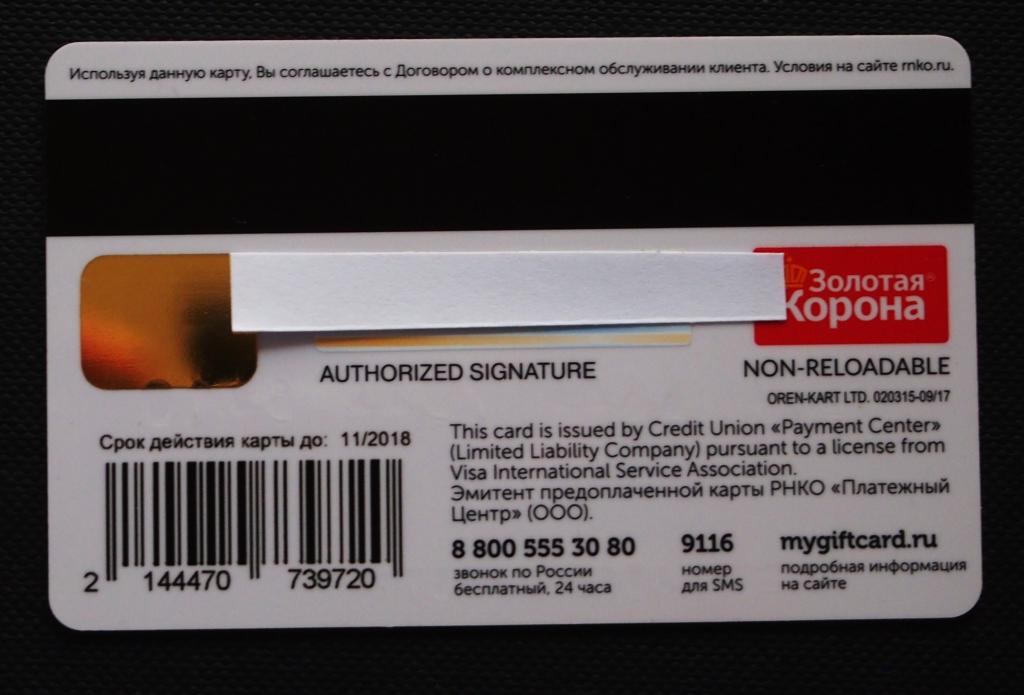 Используя данную карту, Вы соглашаетесь с Договором о комплексном обслуживании клиента. Условия на сайте rnko.ru.
Золотая
Корона
AUTHORIZED SIGNATURE
NON-RELOADABLE
OREN-KART LTD. 020315-09/17
Срок действия карты до: 11/2018
2 144470 739720
This card is issued by Credit Union «Payment Center»
(Limited Liability Company) pursuant to a license from
Visa International Service Association.
Эмитент предоплаченной карты РНКО «Платежный
Центр» (ООО).
8 800 555 30 80
звонок по России
бесплатный, 24 часа
9116
номер
для SMS
mygiftcard.ru
подробная информация
на сайте